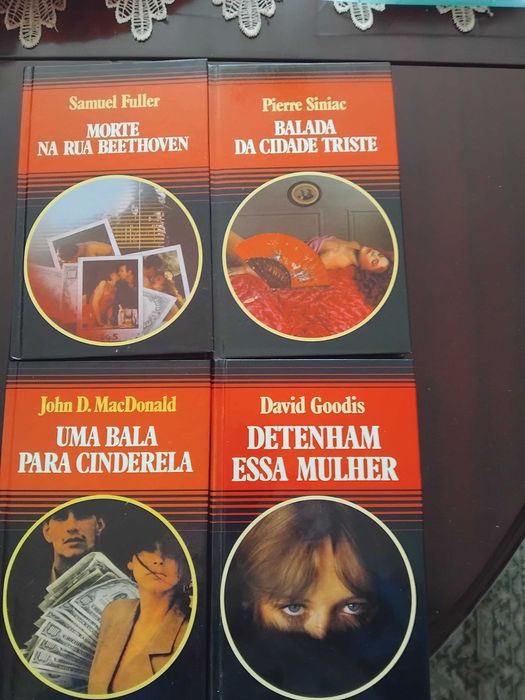 Samuel Fuller
MORTE
NA RUA BEETHOVEN
Pierre Siniac
BALADA
DA CIDADE TRISTE
John D. MacDonald
UMA BALA
PARA CINDERELA
David Goodis
DETENHAM
ESSA MULHER